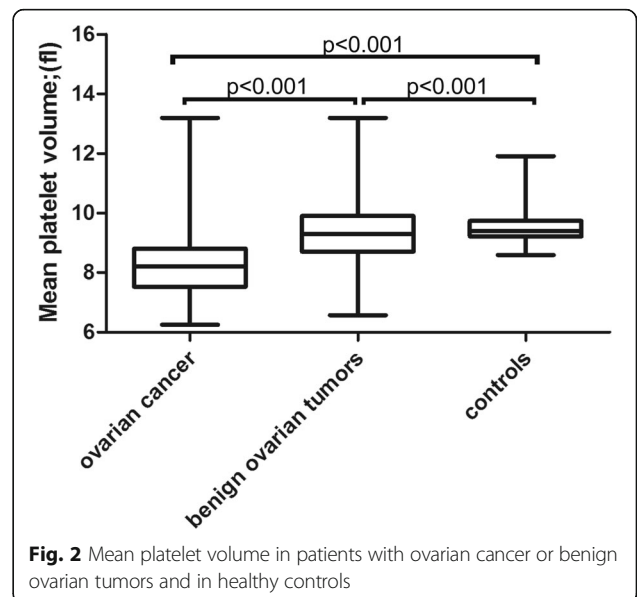 Mean platelet volume;(fl)
16
14
12
10
8
6
p<0.001
p<0.001
p<0.001
ovarian cancer
benign ovarian tumors
controls
Fig. 2 Mean platelet volume in patients with ovarian cancer or benign
ovarian tumors and in healthy controls